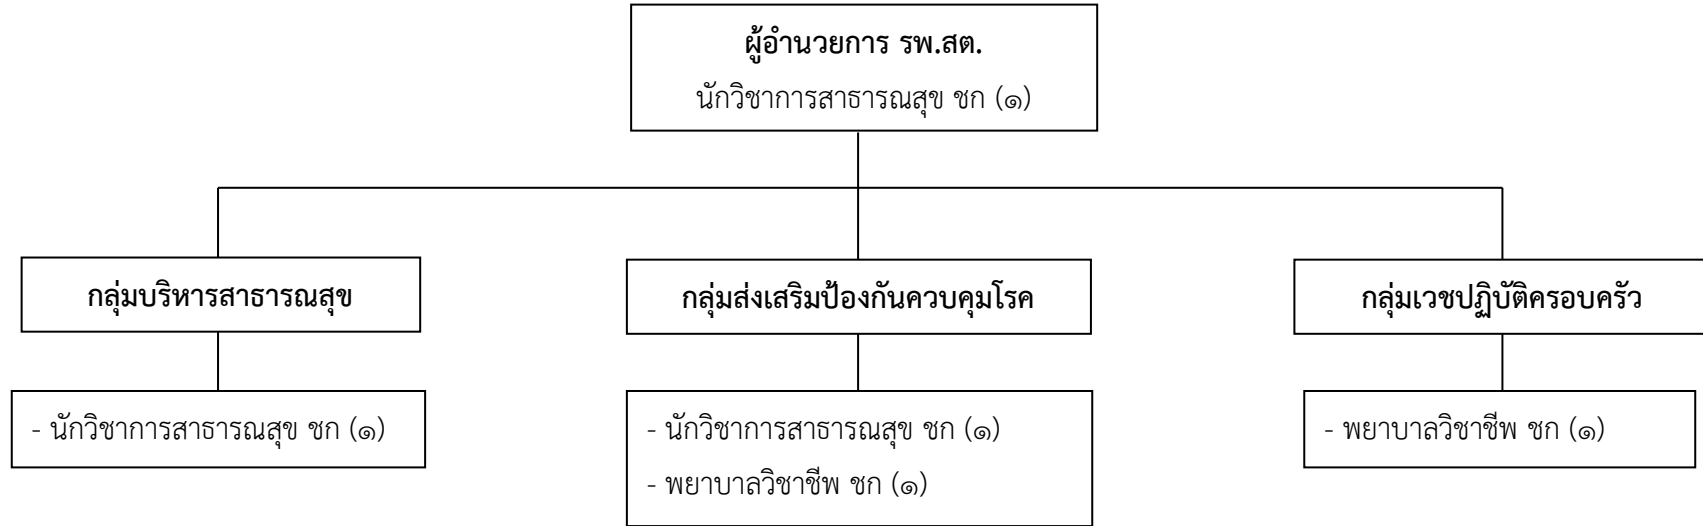 ผู้อำนวยการ รพ.สต.
นักวิชาการสาธารณสุข ชก (๑)
กลุ่มบริหารสาธารณสุข
กลุ่มส่งเสริมป้องกันควบคุมโรค
กลุ่มเวชปฏิบัติครอบครัว
- นักวิชาการสาธารณสุข ชก (๑)
- นักวิชาการสาธารณสุข ชก (๑)
- พยาบาลวิชาชีพ ชก (๑)
- พยาบาลวิชาชีพ ชก (๑)